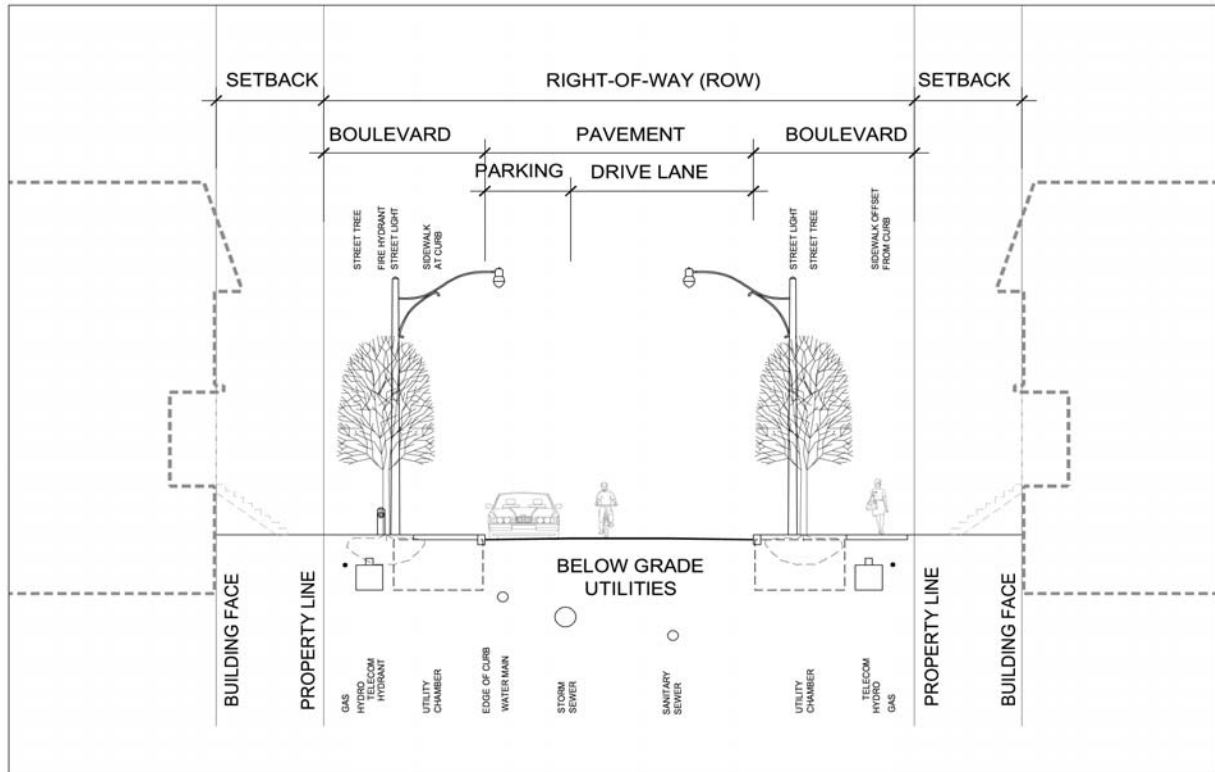 SETBACK
RIGHT-OF-WAY (ROW)
SETBACK
BOULEVARD
PAVEMENT
BOULEVARD
PARKING
DRIVE LANE
STREET TREE
FIRE HYDRANT
STREET LIGHT
SIDEWALK
AT CURB
STREET LIGHT
STREET TREE
SIDEWALK OFFSET
FROM CURB
BELOW GRADE
UTILITIES
BUILDING FACE
PROPERTY LINE
GAS
HYDRO
TELECOM
HYDRANT
UTILITY
CHAMBER
EDGE OF CURB
WATER MAIN
STORM
SEWER
SANITARY
SEWER
UTILITY
CHAMBER
TELECOM
HYDRO
GAS
PROPERTY LINE
BUILDING FACE